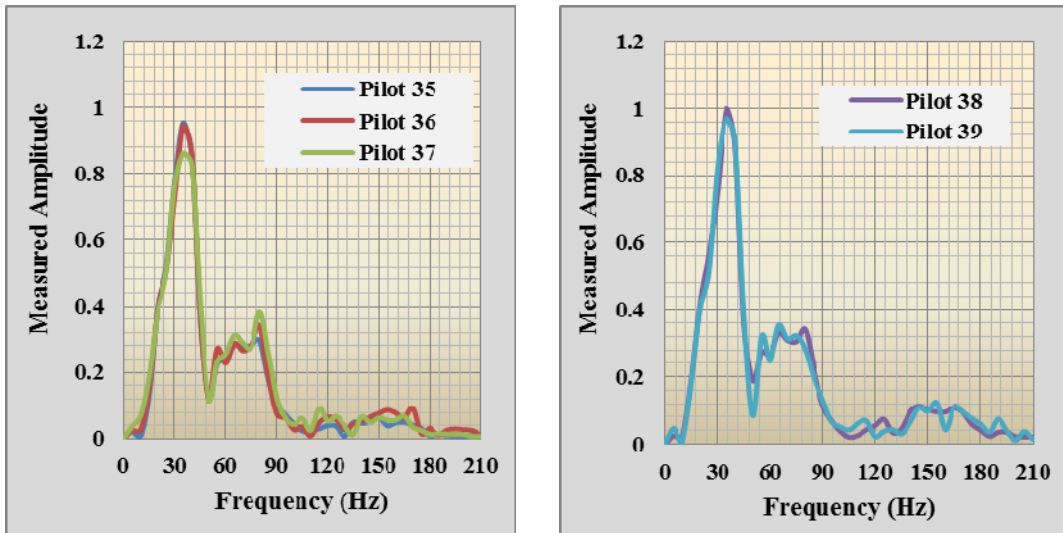 1.2
1
0.8
0.6
0.4
0.2
0
Measured Amplitude
Pilot 35
Pilot 36
Pilot 37
0 30 60 90 120 150 180 210
Frequency (Hz)
1.2
1
0.8
0.6
0.4
0.2
0
Measured Amplitude
Pilot 38
Pilot 39
0 30 60 90 120 150 180 210
Frequency (Hz)